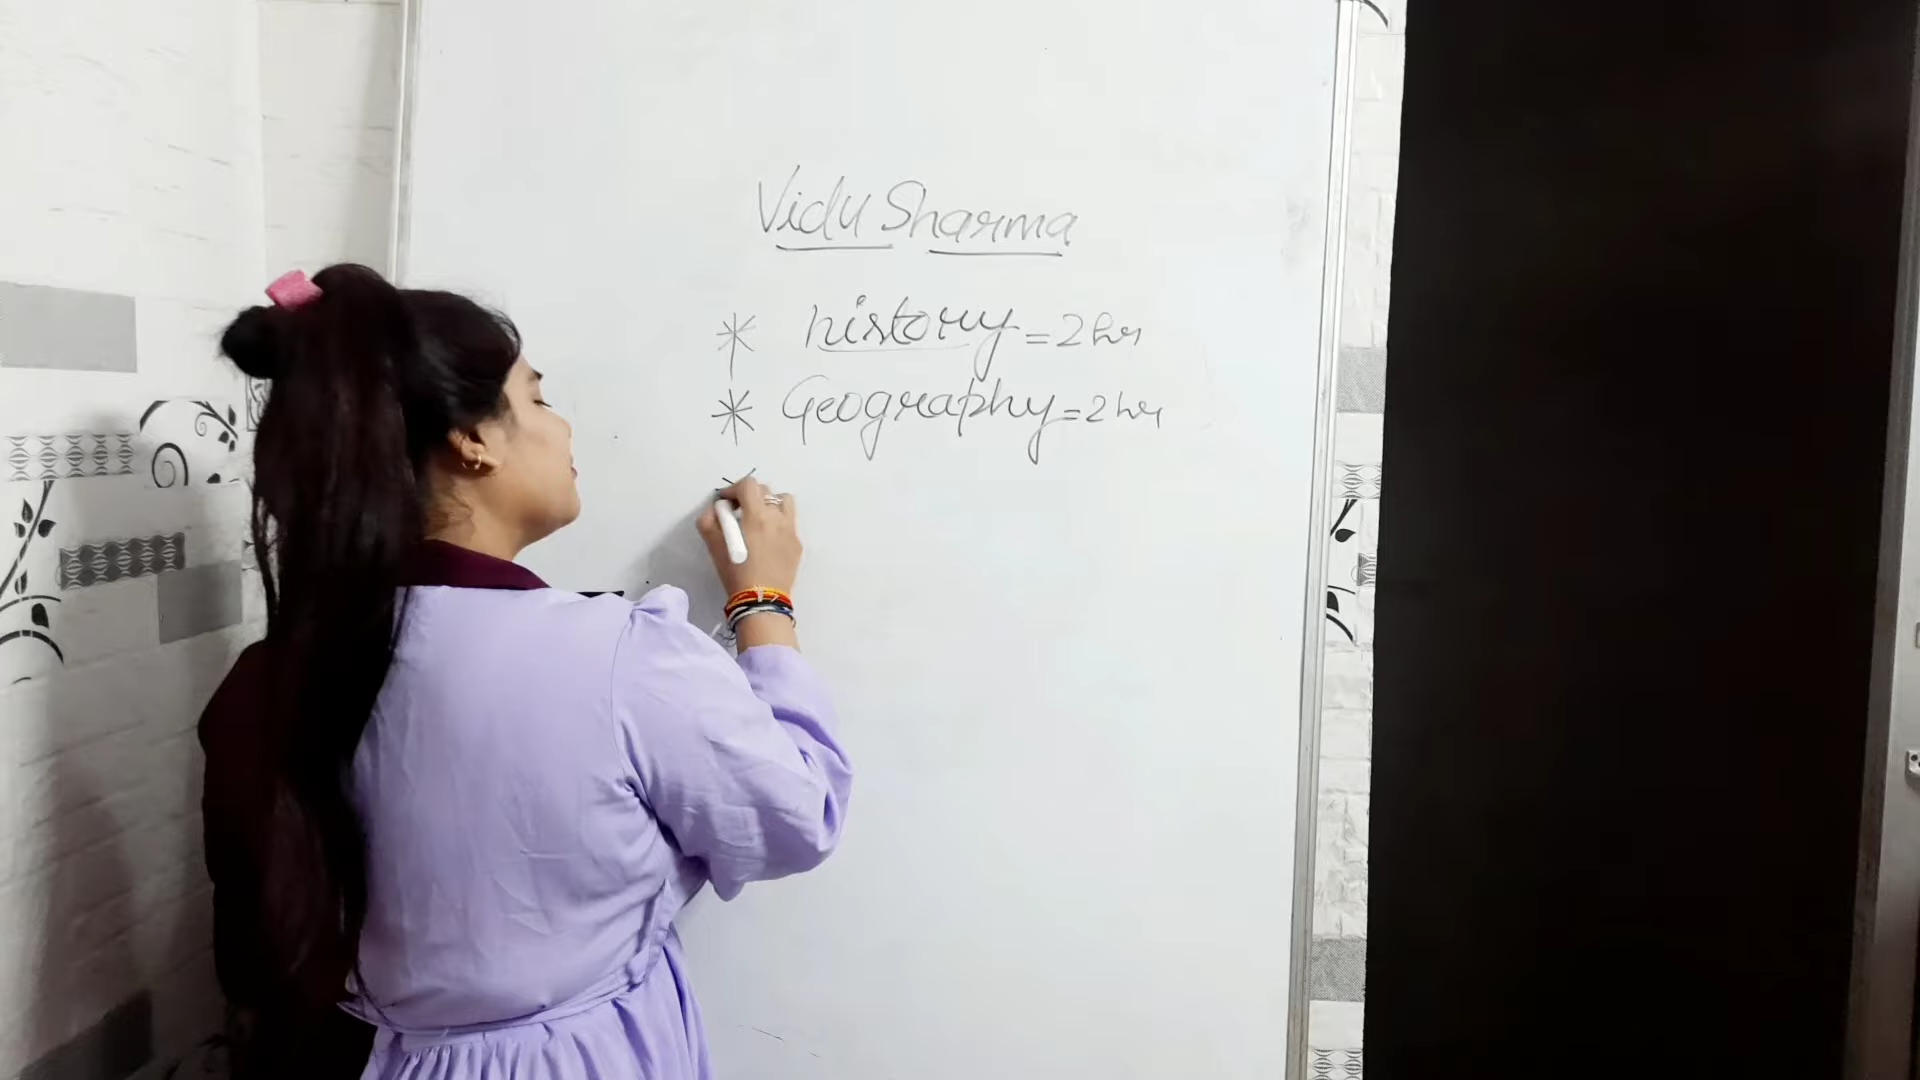 Vidu Sharma
* history = 2 hr
* Geography = 2 hr